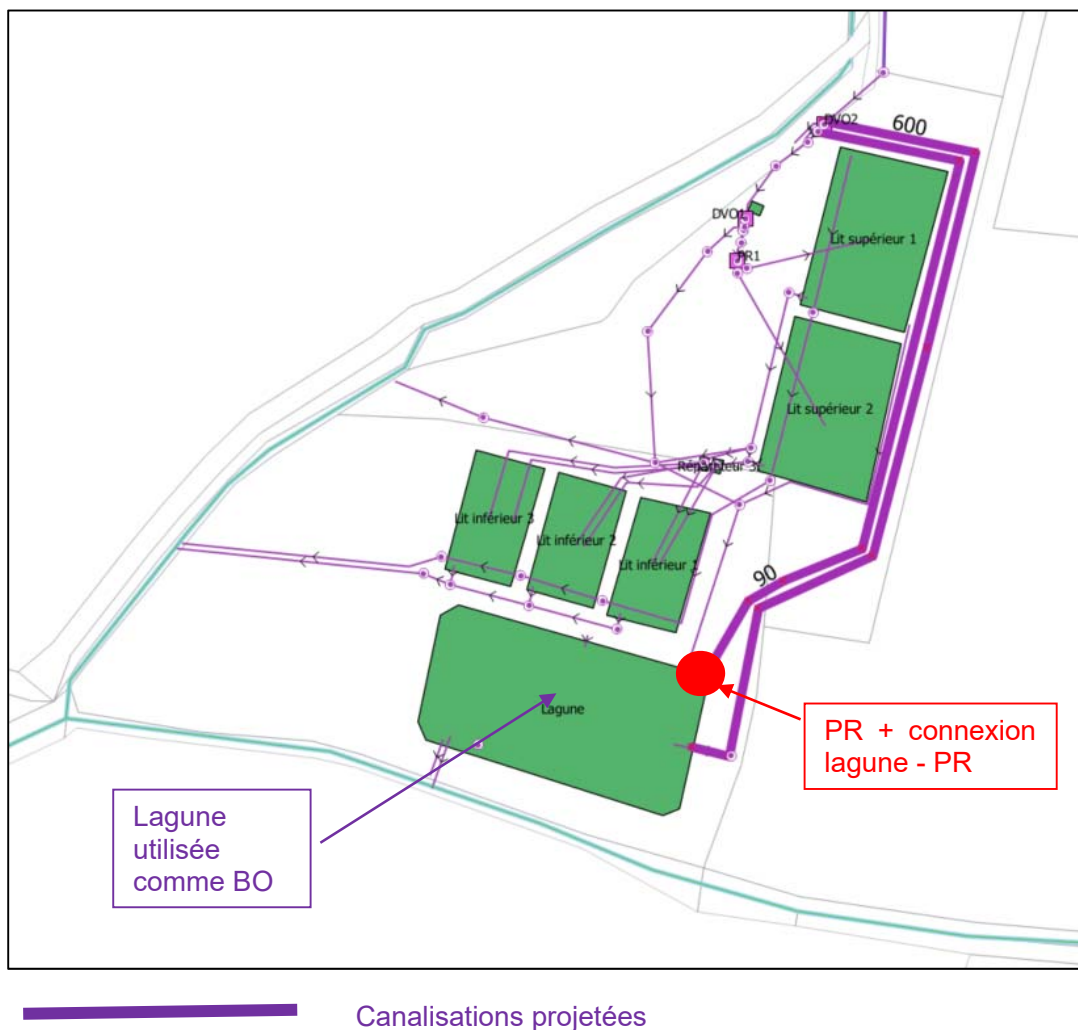 DVO2
600
DVO1
Lit supérieur 1
PR1
Lit supérieur 2
Répartiteur 3
Lit inférieur 3
Lit inférieur 2
Lit inférieur 1
90
Lagune
PR + connexion
lagune - PR
Lagune
utilisée
comme BO
Canalisations projetées